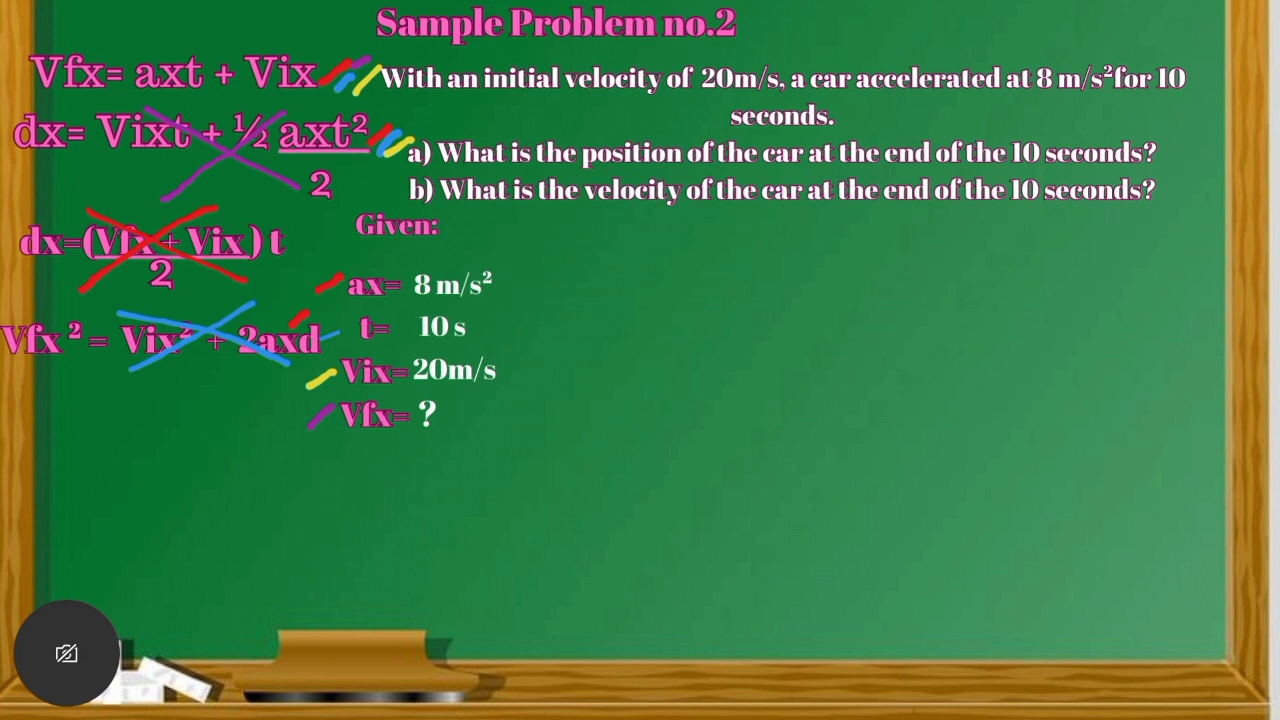 Sample Problem no.2
Vfx= axt + Vix
dx= Vixt + ½ axt²
2
dx=(Vfx + Vix) t
2
Vfx ² = Vix² + 2axd
With an initial velocity of 20m/s, a car accelerated at 8 m/s²for 10
seconds.
a) What is the position of the car at the end of the 10 seconds?
b) What is the velocity of the car at the end of the 10 seconds?
Given:
ax= 8 m/s²
t= 10 s
Vix= 20m/s
Vfx= ?